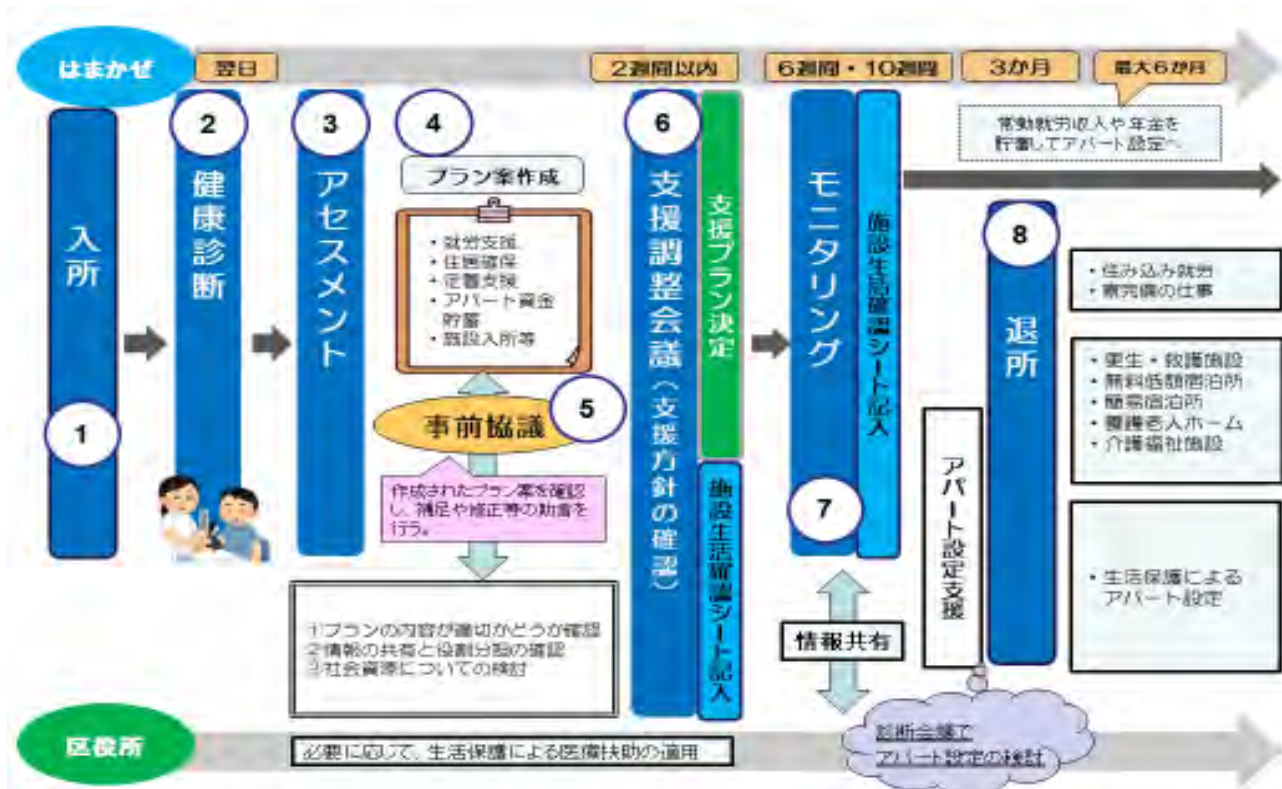 はまかぜ
翌日
2週間以内
6週間・10週間
3か月
最大6か月
常勤就労収入や年金を
貯蓄してアパート設定へ
1
入所
2
健康診断
3
アセスメント
4
プラン案作成
・就労支援
・住居確保
・定着支援
・アパート資金
貯蓄
・施設入所等
5
事前協議
作成されたプラン案を確認
し、補足や修正等の助言を
行う。
①プランの内容が適切かどうか確認
②情報の共有と役割分担の確認
③社会資源についての検討
6
支援調整会議(支援方針の確認)
支援プラン決定
施設生活確認シート記入
7
モニタリング
施設生活確認シート記入
情報共有
アパート設定支援
8
退所
・住み込み就労
・寮完備の仕事
・更生・救護施設
・無料低額宿泊所
・簡易宿泊所
・養護老人ホーム
・介護福祉施設
・生活保護による
アパート設定
区役所
必要に応じて、生活保護による医療扶助の適用
診断会議で
アパート設定の検討